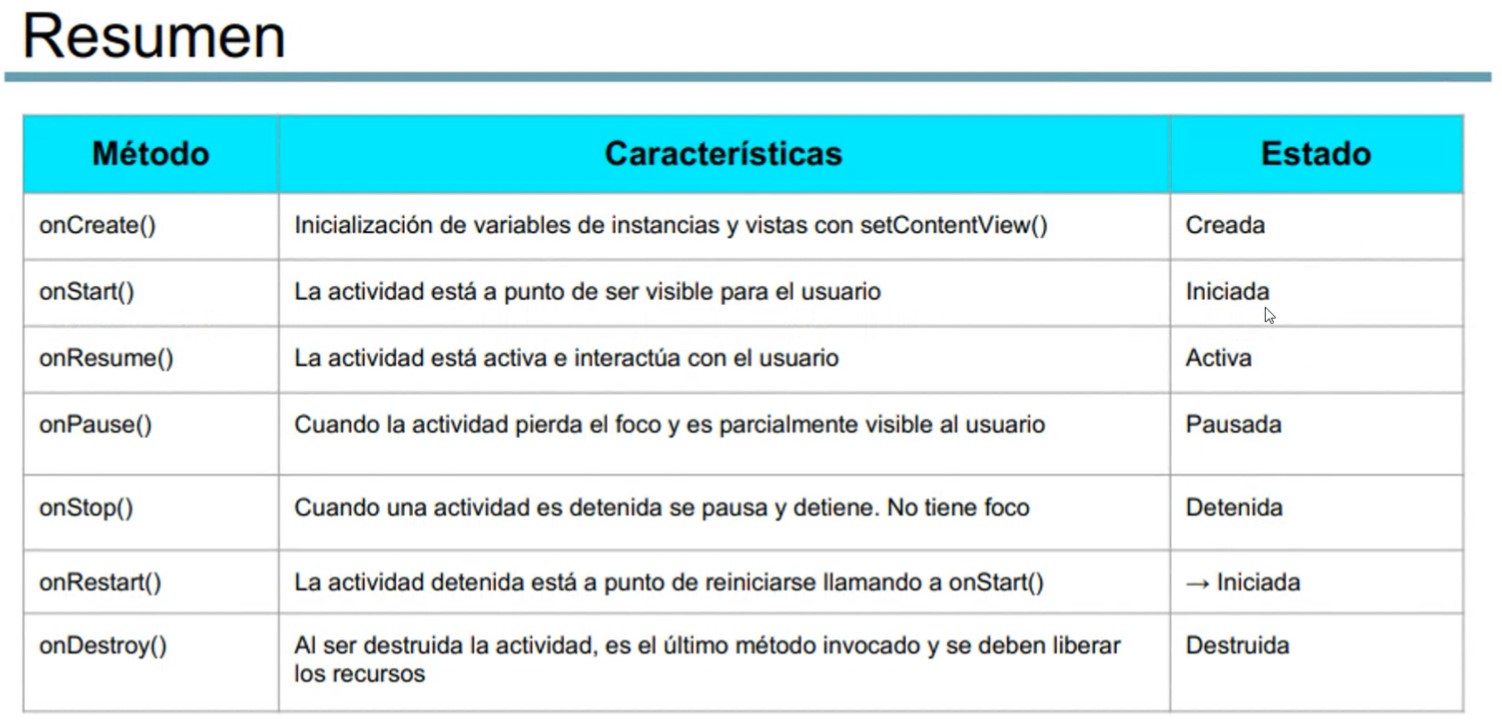 Resumen
Método Características Estado
onCreate() Inicialización de variables de instancias y vistas con setContentView() Creada
onStart() La actividad está a punto de ser visible para el usuario Iniciada
onResume() La actividad está activa e interactúa con el usuario Activa
onPause() Cuando la actividad pierda el foco y es parcialmente visible al usuario Pausada
onStop() Cuando una actividad es detenida se pausa y detiene. No tiene foco Detenida
onRestart() La actividad detenida está a punto de reiniciarse llamando a onStart() → Iniciada
onDestroy() Al ser destruida la actividad, es el último método invocado y se deben liberar Destruida
los recursos